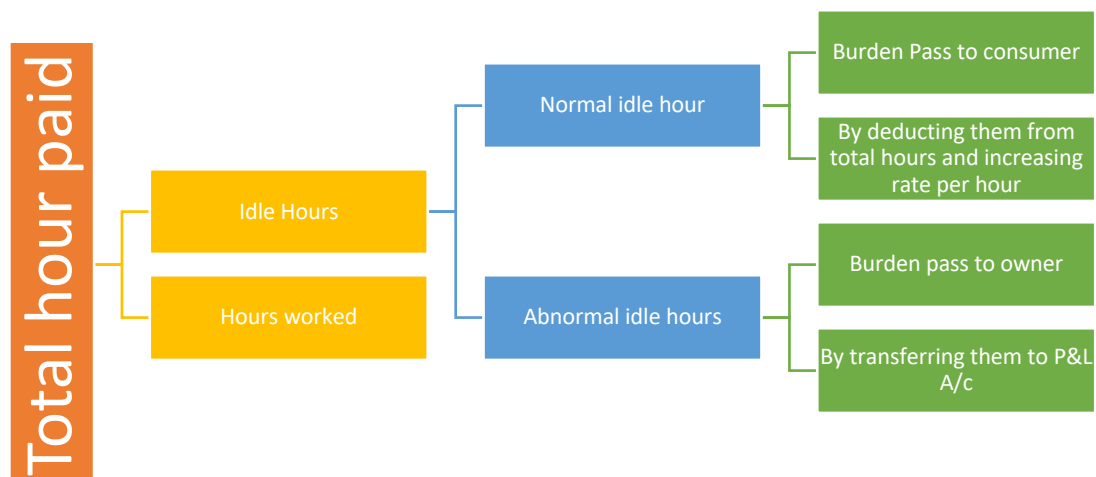 Total hour paid
Idle Hours
Hours worked
Normal idle hour
Abnormal idle hours
Burden Pass to consumer
By deducting them from
total hours and increasing
rate per hour
Burden pass to owner
By transferring them to P&L
A/c